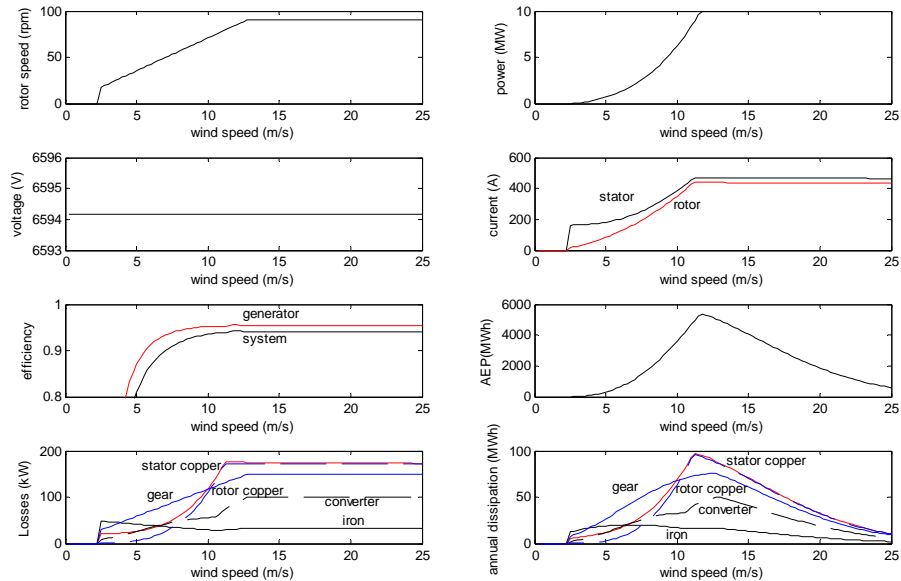 rotor speed (rpm)
100
50
0
0 5 10 15 20 25
wind speed (m/s)
power (MW)
10
5
0
0 5 10 15 20 25
wind speed (m/s)
voltage (V)
6596
6595
6594
6593
0 5 10 15 20 25
wind speed (m/s)
current (A)
600
400
200
0
stator
rotor
0 5 10 15 20 25
wind speed (m/s)
efficiency
1
0.9
0.8
generator
system
0 5 10 15 20 25
wind speed (m/s)
AEP(MWh)
6000
4000
2000
0
0 5 10 15 20 25
wind speed (m/s)
Losses (kW)
200
100
0
stator copper
gear
rotor copper
converter
iron
0 5 10 15 20 25
wind speed (m/s)
annual dissipation (MWh)
100
50
0
stator copper
gear
rotor copper
converter
iron
0 5 10 15 20 25
wind speed (m/s)